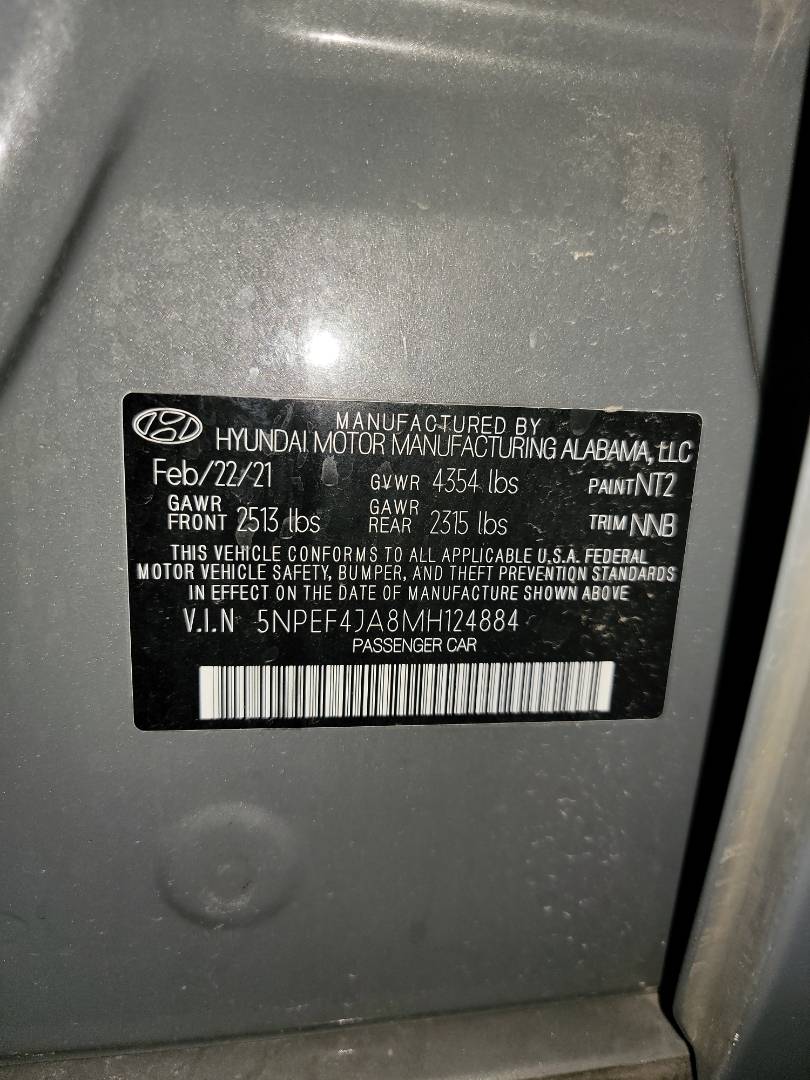 MANUFACTURED BY
HYUNDAI MOTOR MANUFACTURING ALABAMA, LLC
Feb/22/21 GVWR 4354 lbs PAINT NT2
GAWR FRONT 2513 lbs GAWR REAR 2315 lbs TRIM NNB
THIS VEHICLE CONFORMS TO ALL APPLICABLE U.S.A. FEDERAL
MOTOR VEHICLE SAFETY, BUMPER, AND THEFT PREVENTION STANDARDS
IN EFFECT ON THE DATE OF MANUFACTURE SHOWN ABOVE
V.I.N 5NPEF4JA8MH124884
PASSENGER CAR